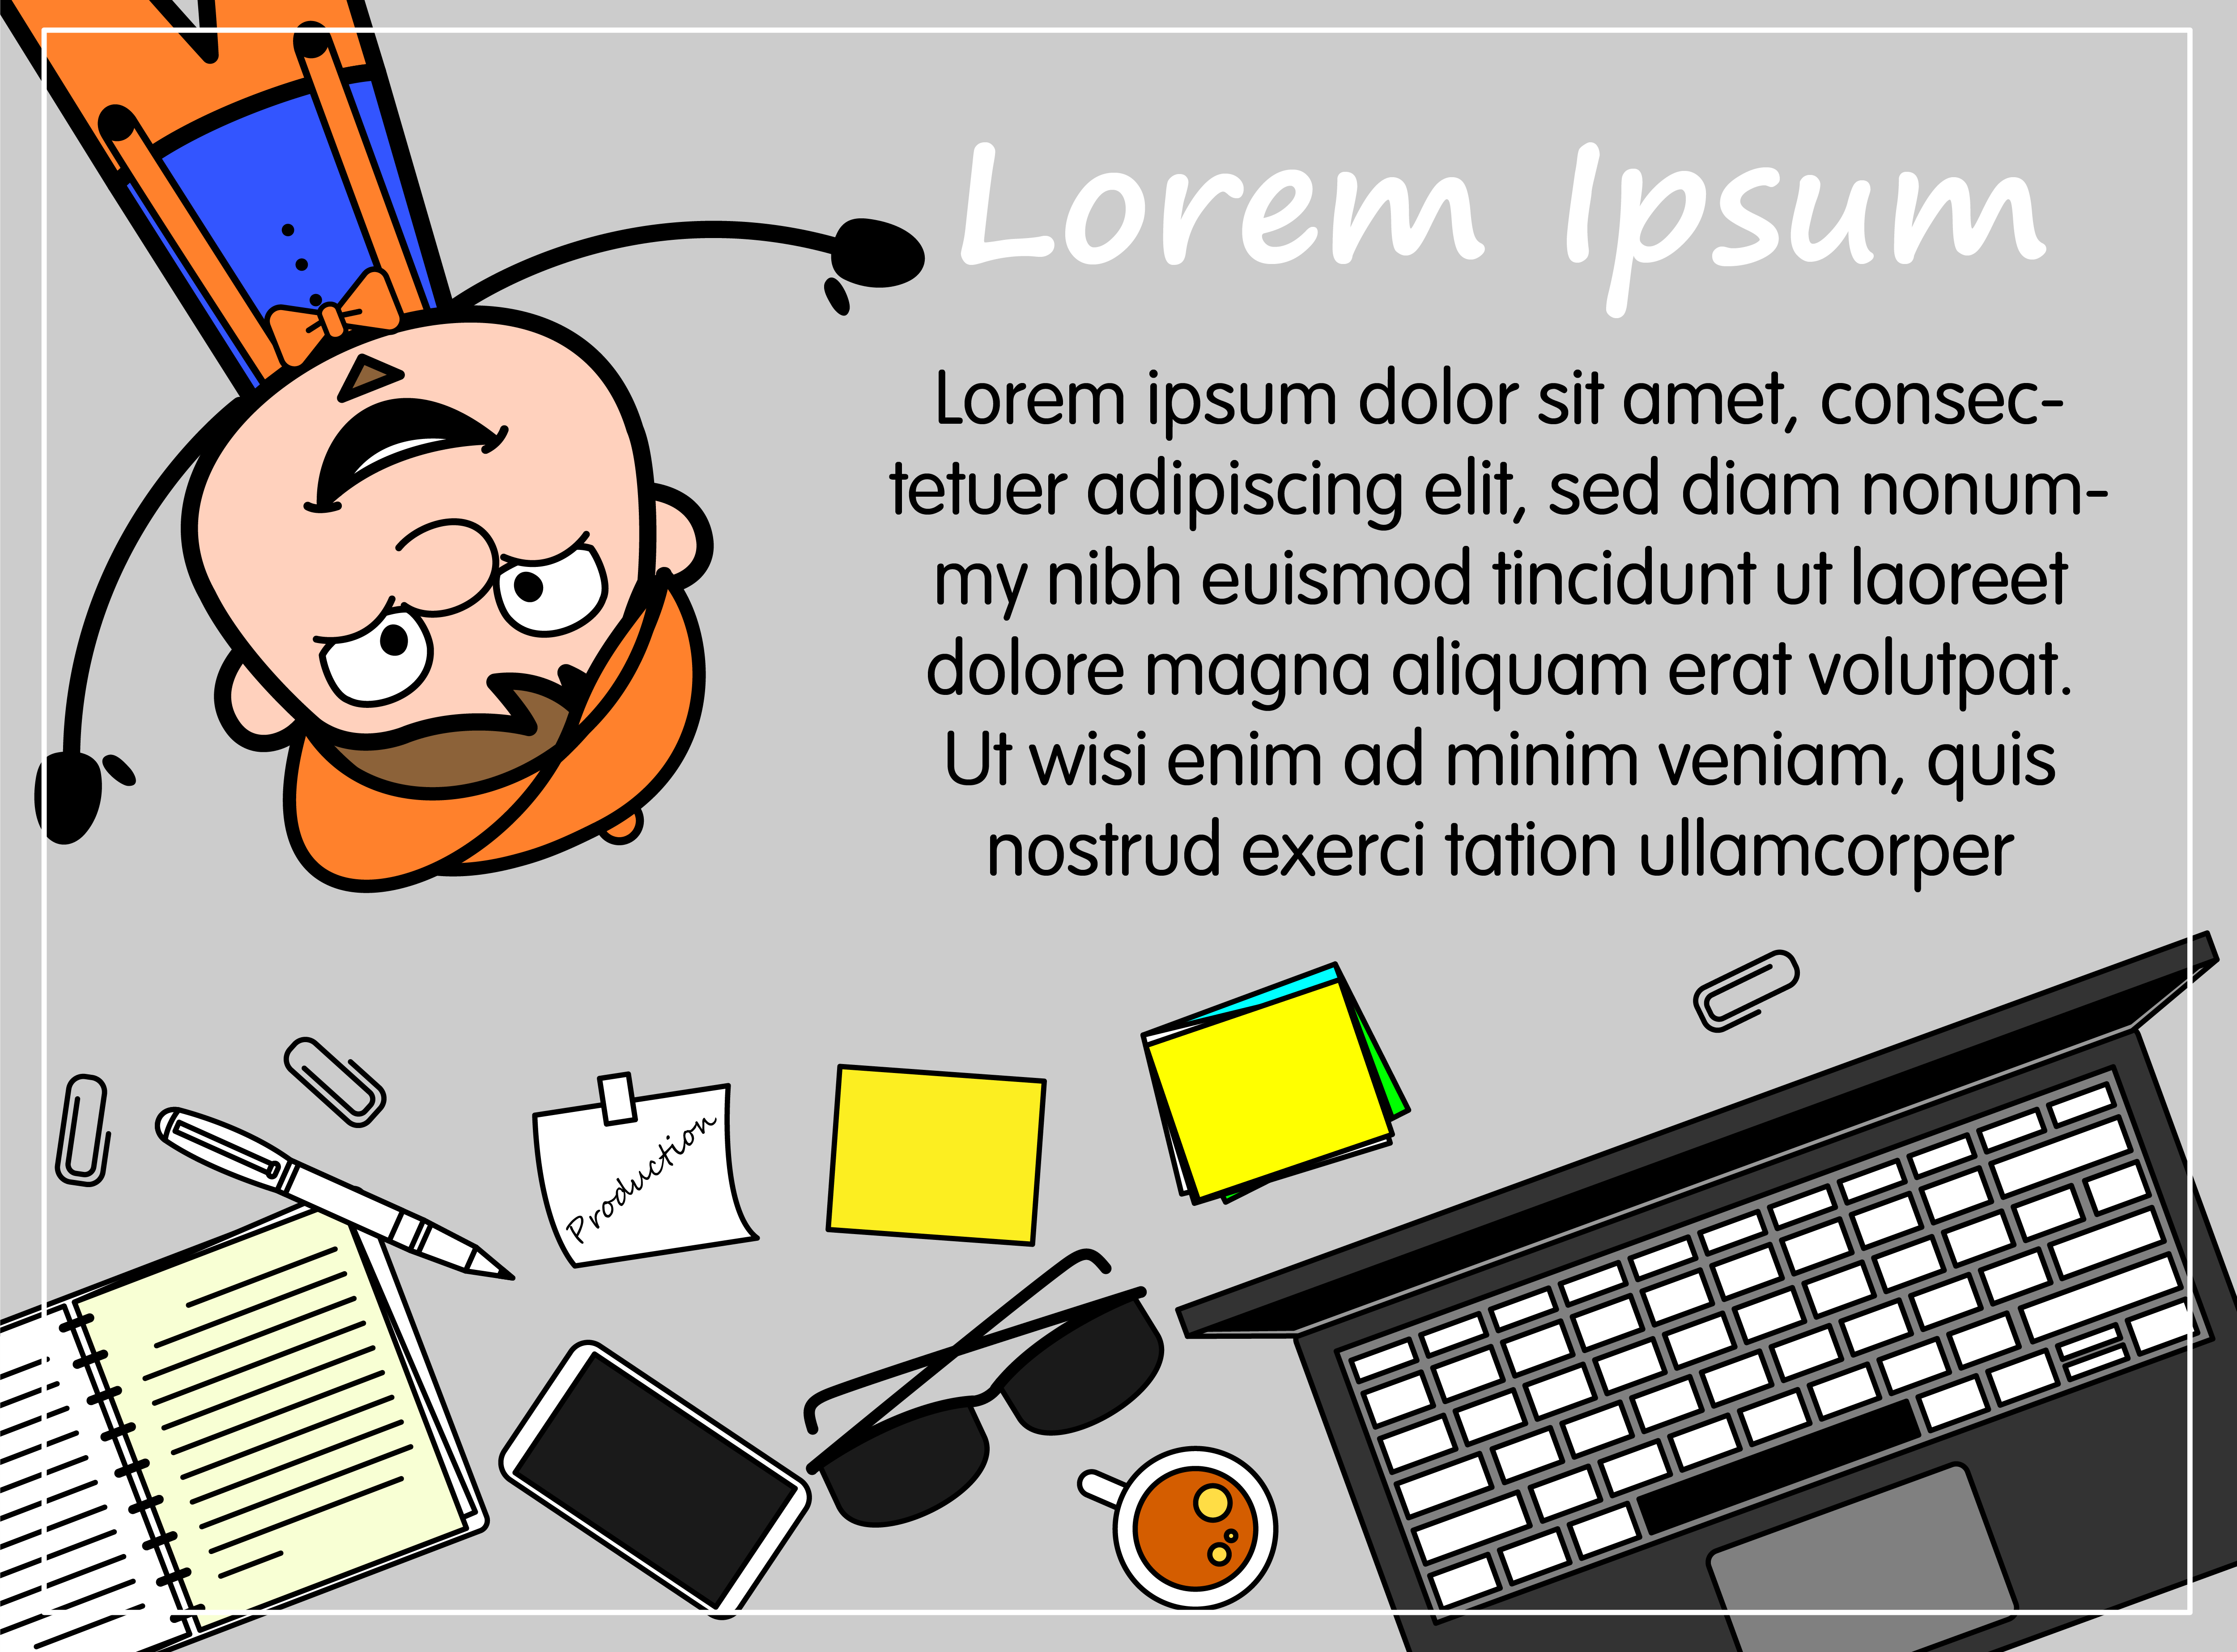 Lorem Ipsum
Lorem ipsum dolor sit amet, consec-
tetuer adipiscing elit, sed diam nonum-
my nibh euismod tincidunt ut laoreet
dolore magna aliquam erat volutpat.
Ut wisi enim ad minim veniam, quis
nostrud exerci tation ullamcorper
Production